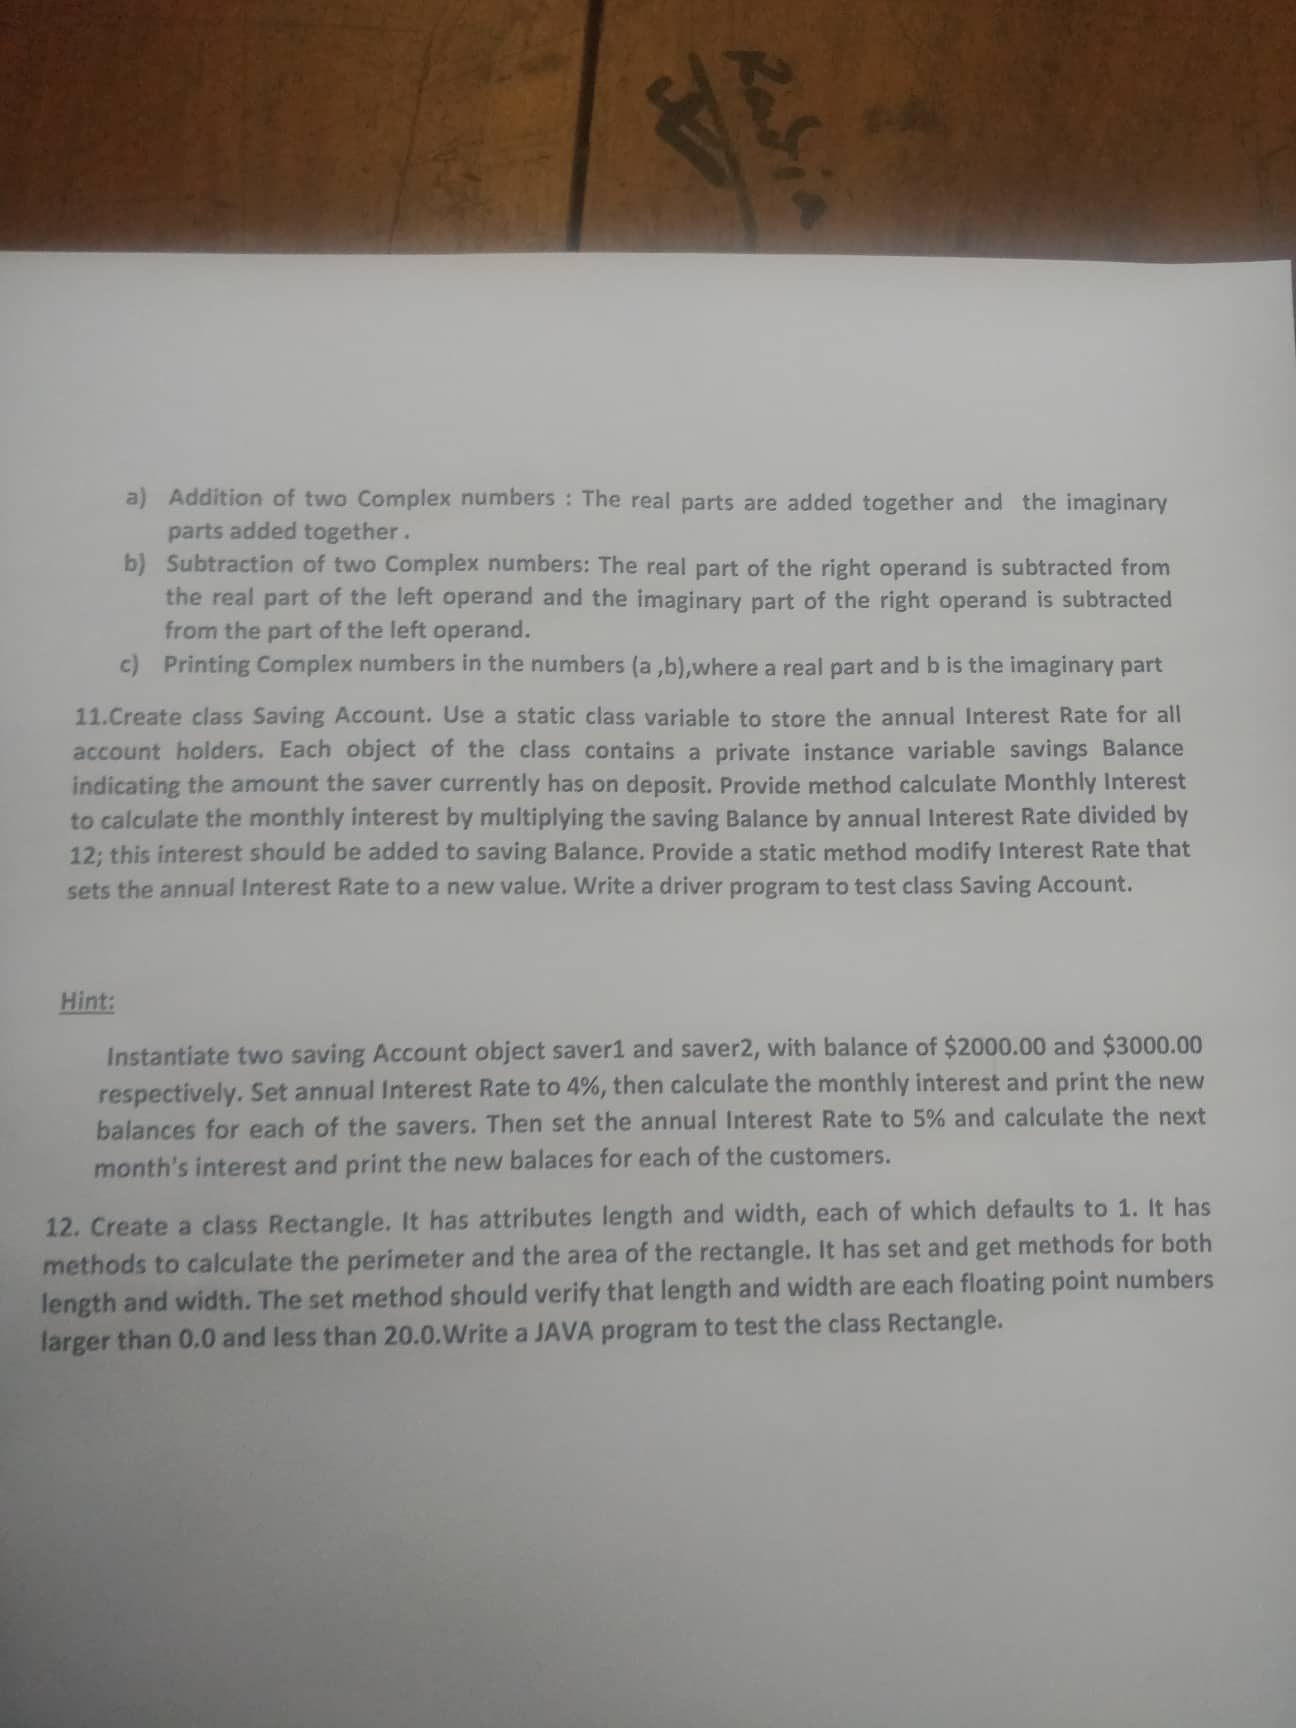 a) Addition of two Complex numbers : The real parts are added together and the imaginary
parts added together .
b) Subtraction of two Complex numbers: The real part of the right operand is subtracted from
the real part of the left operand and the imaginary part of the right operand is subtracted
from the part of the left operand.
c) Printing Complex numbers in the numbers (a ,b),where a real part and b is the imaginary part
11.Create class Saving Account. Use a static class variable to store the annual Interest Rate for all
account holders. Each object of the class contains a private instance variable savings Balance
indicating the amount the saver currently has on deposit. Provide method calculate Monthly Interest
to calculate the monthly interest by multiplying the saving Balance by annual Interest Rate divided by
12; this interest should be added to saving Balance. Provide a static method modify Interest Rate that
sets the annual Interest Rate to a new value. Write a driver program to test class Saving Account.
Hint:
Instantiate two saving Account object saver1 and saver2, with balance of $2000.00 and $3000.00
respectively. Set annual Interest Rate to 4%, then calculate the monthly interest and print the new
balances for each of the savers. Then set the annual Interest Rate to 5% and calculate the next
month's interest and print the new balaces for each of the customers.
12. Create a class Rectangle. It has attributes length and width, each of which defaults to 1. It has
methods to calculate the perimeter and the area of the rectangle. It has set and get methods for both
length and width. The set method should verify that length and width are each floating point numbers
larger than 0.0 and less than 20.0.Write a JAVA program to test the class Rectangle.